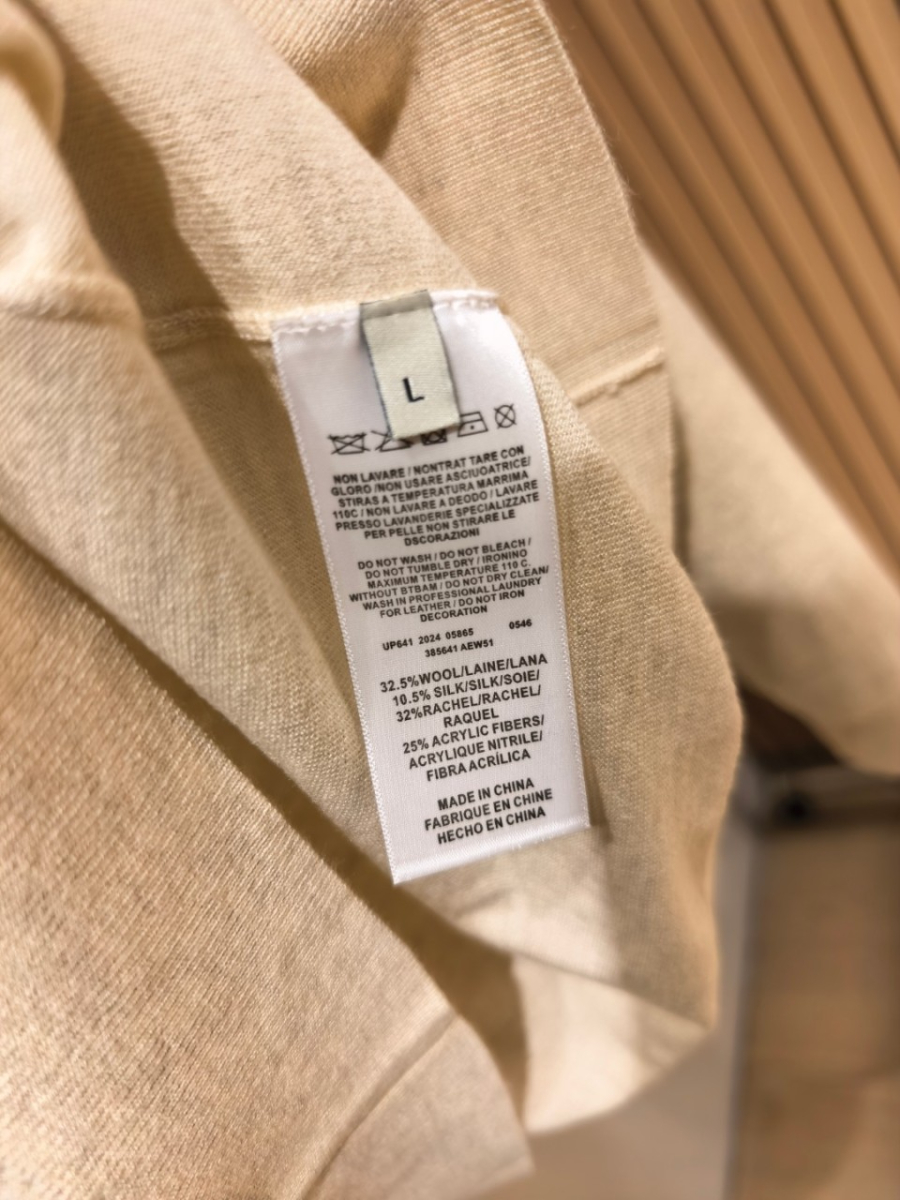 L
NON LAVARE / NONTRAT TARE CON
GLORO /NON USARE ASCIUOATRICE/
STIRAS A TEMPERATURA MARRIMA
110C / NON LAVARE A DEODO / LAVARE
PRESSO LAVANDERIE SPECIALIZZATE
PER PELLE NON STIRARE LE
DSCORAZIONI
DO NOT WASH / DO NOT BLEACH /
DO NOT TUMBLE DRY / IRONINO
MAXIMUM TEMPERATURE 110 C.
WITHOUT BTBAM / DO NOT DRY CLEAN/
WASH IN PROFESSIONAL LAUNDRY
FOR LEATHER / DO NOT IRON
DECORATION
UP641 2024 05865 0546
385641 AEW51
32.5%WOOL/LAINE/LANA
10.5% SILK/SILK/SOIE/
32%RACHEL/RACHEL/
RAQUEL
25% ACRYLIC FIBERS/
ACRYLIQUE NITRILE/
FIBRA ACRÍLICA
MADE IN CHINA
FABRIQUE EN CHINE
HECHO EN CHINA